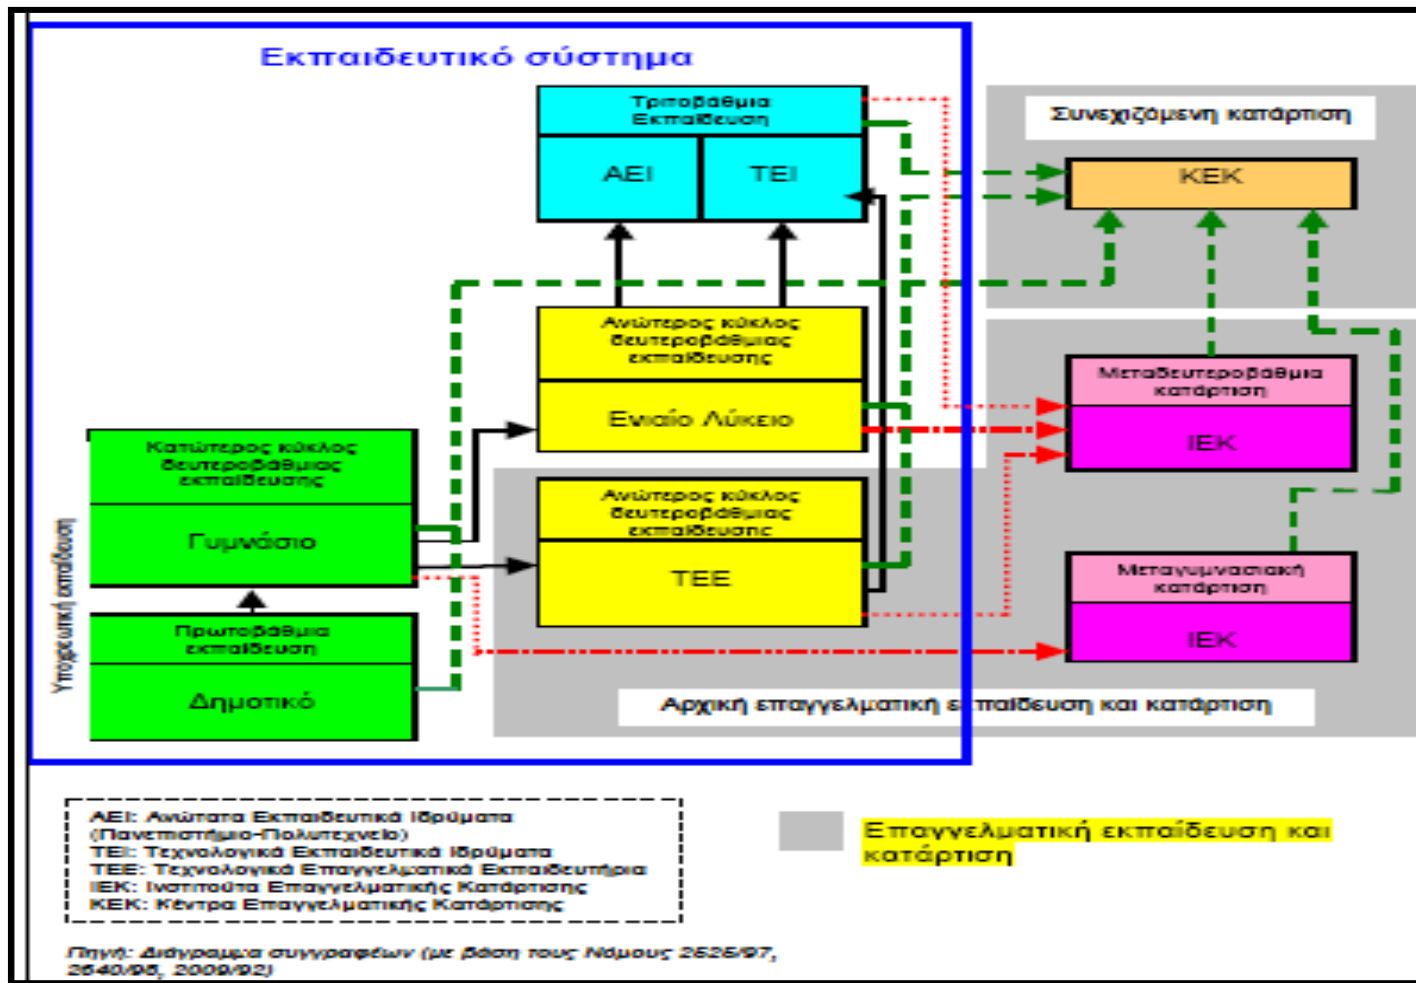 Εκπαιδευτικό σύστημα
Τριτοβάθμια
Εκπαίδευση
ΑΕΙ
ΤΕΙ
Συνεχιζόμενη κατάρτιση
ΚΕΚ
Ανώτερος κύκλος
δευτεροβάθμιας
εκπαίδευσης
Ενιαίο Λύκειο
Μεταδευτεροβάθμια
κατάρτιση
ΙΕΚ
Κατώτερος κύκλος
δευτεροβάθμιας
εκπαίδευσης
Γυμνάσιο
Ανώτερος κύκλος
δευτεροβάθμιας
εκπαίδευσης
ΤΕΕ
Μεταγυμνασιακή
κατάρτιση
ΙΕΚ
Υποχρεωτική εκπαίδευση
Πρωτοβάθμια
εκπαίδευση
Δημοτικό
Αρχική επαγγελματική εκπαίδευση και κατάρτιση
ΑΕΙ: Ανώτατα Εκπαιδευτικά Ιδρύματα
(Πανεπιστήμιο-Πολυτεχνείο)
ΤΕΙ: Τεχνολογικά Εκπαιδευτικά Ιδρύματα
ΤΕΕ: Τεχνολογικά Επαγγελματικά Εκπαιδευτήρια
ΙΕΚ: Ινστιτούτα Επαγγελματικής Κατάρτισης
ΚΕΚ: Κέντρα Επαγγελματικής Κατάρτισης
Επαγγελματική εκπαίδευση και
κατάρτιση
Πηγή: Διάγραμμα συγγραφέων (με βάση τους Νόμους 2525/97,
2640/98, 2009/92)